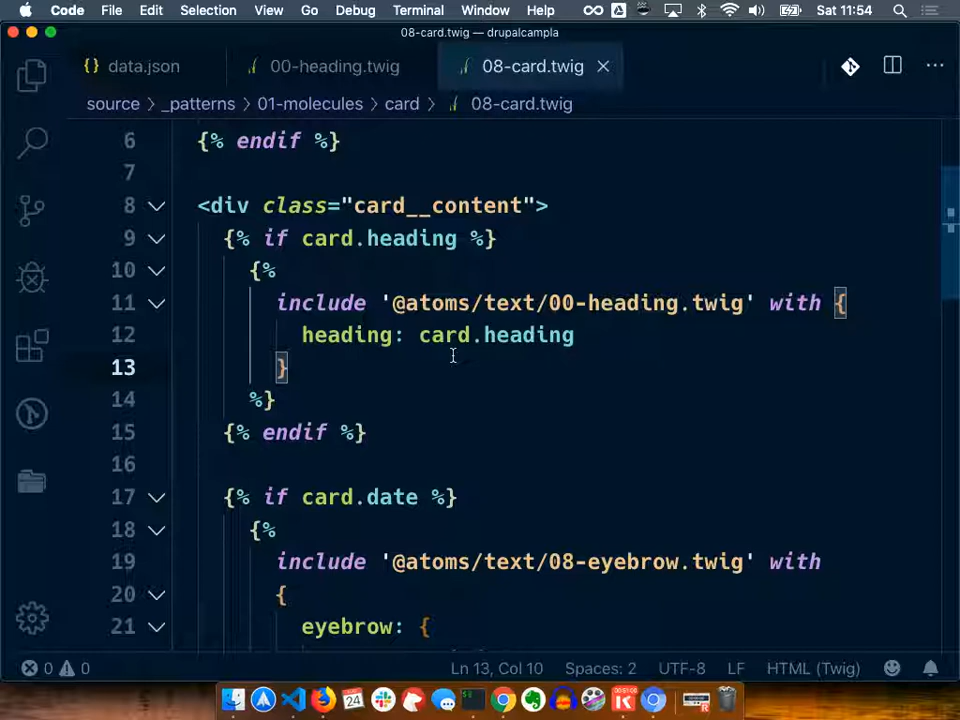 Code File Edit Selection View Go Debug Terminal Window Help Sat 11:54
08-card.twig — drupalcampla
{} data.json 00-heading.twig 08-card.twig
source > _patterns > 01-molecules > card > 08-card.twig
6 {% endif %}
7
8 <div class="card__content">
9 {% if card.heading %}
10 {%
11 include '@atoms/text/00-heading.twig' with {
12 heading: card.heading
13 }
14 %}
15 {% endif %}
16
17 {% if card.date %}
18 {%
19 include '@atoms/text/08-eyebrow.twig' with
20 {
21 eyebrow: {
0 0 Ln 13, Col 10 Spaces: 2 UTF-8 LF HTML (Twig)
24